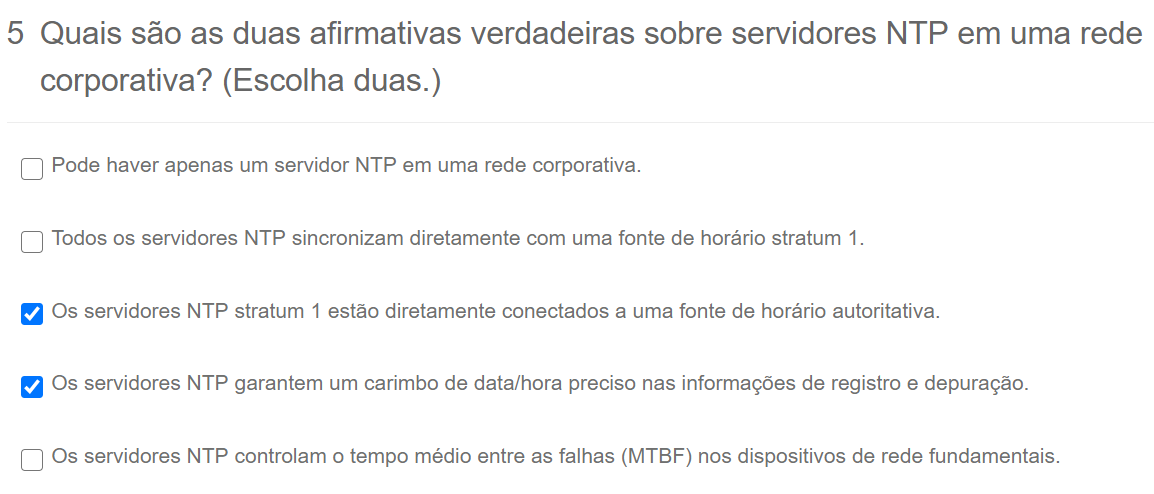 5 Quais são as duas afirmativas verdadeiras sobre servidores NTP em uma rede
corporativa? (Escolha duas.)
Pode haver apenas um servidor NTP em uma rede corporativa.
Todos os servidores NTP sincronizam diretamente com uma fonte de horário stratum 1.
Os servidores NTP stratum 1 estão diretamente conectados a uma fonte de horário autoritativa.
Os servidores NTP garantem um carimbo de data/hora preciso nas informações de registro e depuração.
Os servidores NTP controlam o tempo médio entre as falhas (MTBF) nos dispositivos de rede fundamentais.